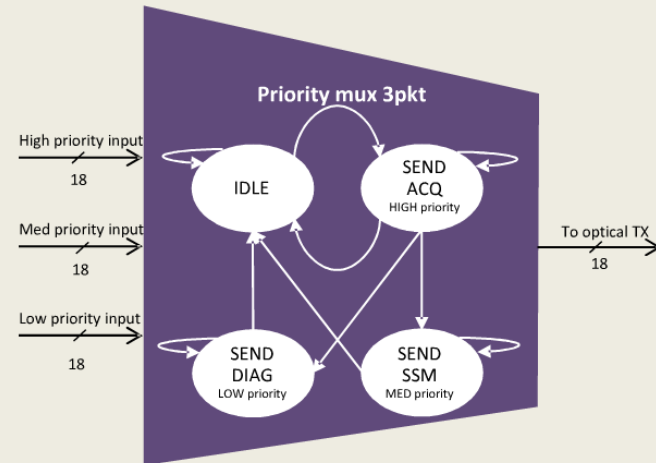 Priority mux 3pkt
High priority input
18
Med priority input
18
Low priority input
18
IDLE
SEND
ACQ
HIGH priority
SEND
DIAG
LOW priority
SEND
SSM
MED priority
To optical TX
18